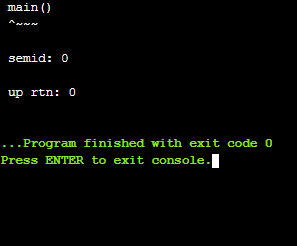 main()
^~~~
semid: 0
up rtn: 0
...Program finished with exit code 0
Press ENTER to exit console.